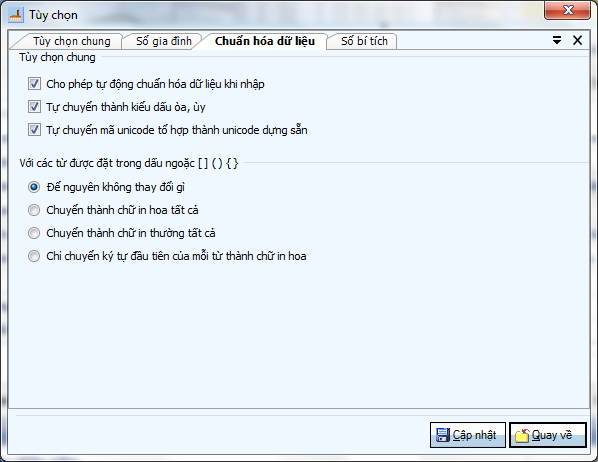 Tùy chọn
Tùy chọn chung
Sổ gia đình
Chuẩn hóa dữ liệu
Sổ bí tích
Tùy chọn chung
Cho phép tự động chuẩn hóa dữ liệu khi nhập
Tự chuyển thành kiểu dấu òa, ùy
Tự chuyển mã unicode tổ hợp thành unicode dựng sẵn
Với các từ được đặt trong dấu ngoặc [ ] ( ) { }
Để nguyên không thay đổi gì
Chuyển thành chữ in hoa tất cả
Chuyển thành chữ in thường tất cả
Chỉ chuyển ký tự đầu tiên của mỗi từ thành chữ in hoa
Cập nhật
Quay về